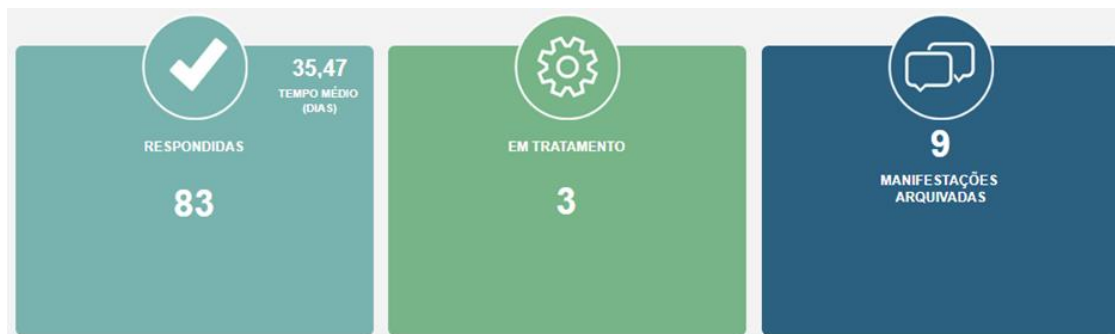 35,47
TEMPO MÉDIO
(DIAS)
RESPONDIDAS
83
EM TRATAMENTO
3
9
MANIFESTAÇÕES
ARQUIVADAS